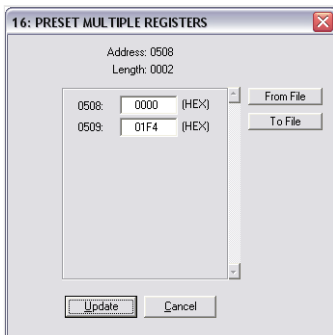 16: PRESET MULTIPLE REGISTERS
Address: 0508
Length: 0002
0508: 0000 (HEX) From File
0509: 01F4 (HEX) To File
Update Cancel